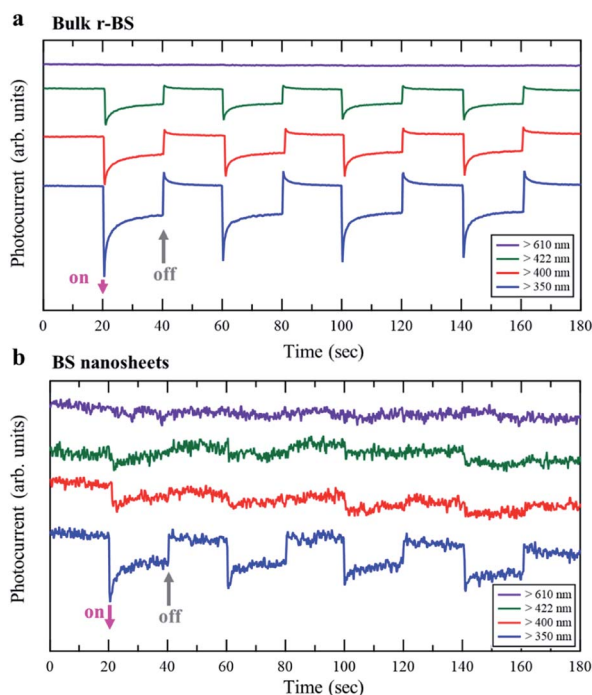 a Bulk r-BS
Photocurrent (arb. units)
> 610 nm
> 422 nm
> 400 nm
> 350 nm
on
off
0 20 40 60 80 100 120 140 160 180
Time (sec)
b BS nanosheets
Photocurrent (arb. units)
> 610 nm
> 422 nm
> 400 nm
> 350 nm
on
off
0 20 40 60 80 100 120 140 160 180
Time (sec)